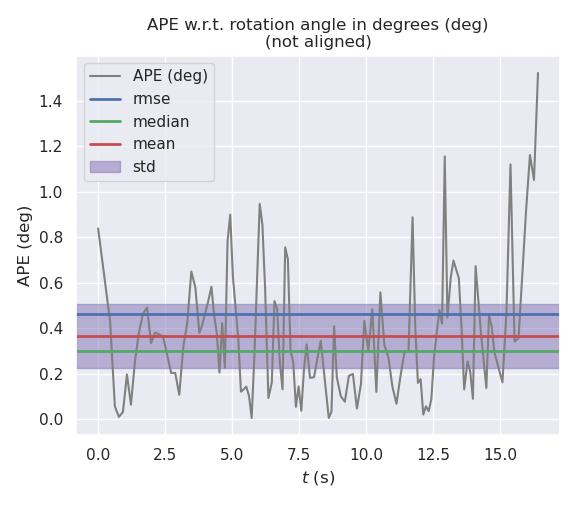 APE w.r.t. rotation angle in degrees (deg)
(not aligned)
APE (deg)
rmse
median
mean
std
APE (deg)
1.4
1.2
1.0
0.8
0.6
0.4
0.2
0.0
0.0 2.5 5.0 7.5 10.0 12.5 15.0
t (s)